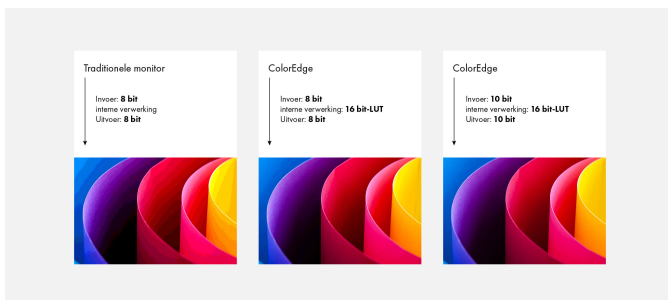 Traditionele monitor
Invoer: 8 bit
interne verwerking
Uitvoer: 8 bit
ColorEdge
Invoer: 8 bit
interne verwerking: 16 bit-LUT
Uitvoer: 8 bit
ColorEdge
Invoer: 10 bit
interne verwerking: 16 bit-LUT
Uitvoer: 10 bit